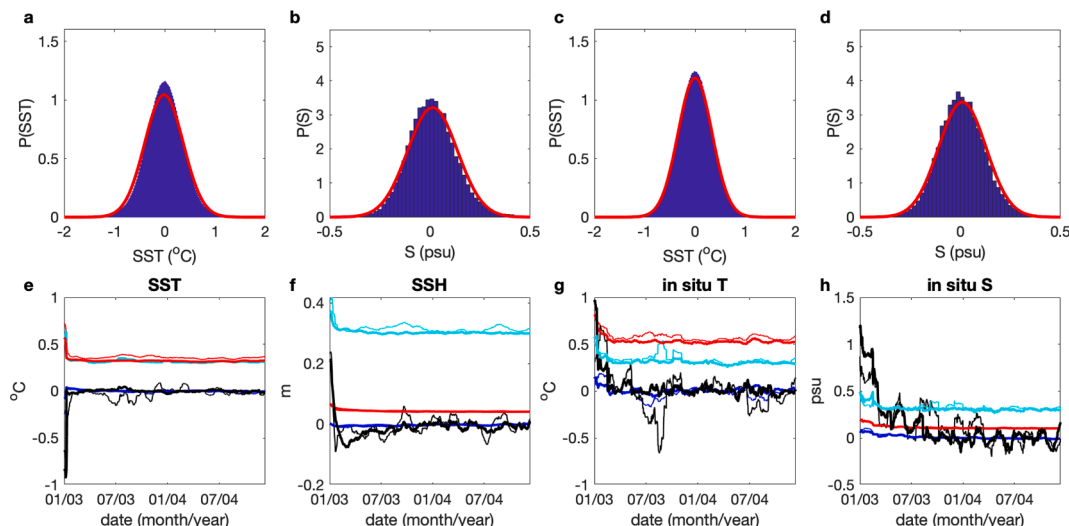 a
b
c
d
1.5
1
0.5
0
P(SST)
-2
-1
0
1
2
SST (°C)
5
4
3
2
1
0
P(S)
-0.5
0
0.5
S (psu)
1.5
1
0.5
0
P(SST)
-2
-1
0
1
2
SST (°C)
5
4
3
2
1
0
P(S)
-0.5
0
0.5
S (psu)
e SST
1
0.5
0
-0.5
-1
°C
01/03 07/03 01/04 07/04
date (month/year)
f SSH
0.4
0.2
0
-0.2
m
01/03 07/03 01/04 07/04
date (month/year)
g in situ T
1
0.5
0
-0.5
-1
°C
01/03 07/03 01/04 07/04
date (month/year)
h in situ S
1.5
1
0.5
0
-0.5
psu
01/03 07/03 01/04 07/04
date (month/year)